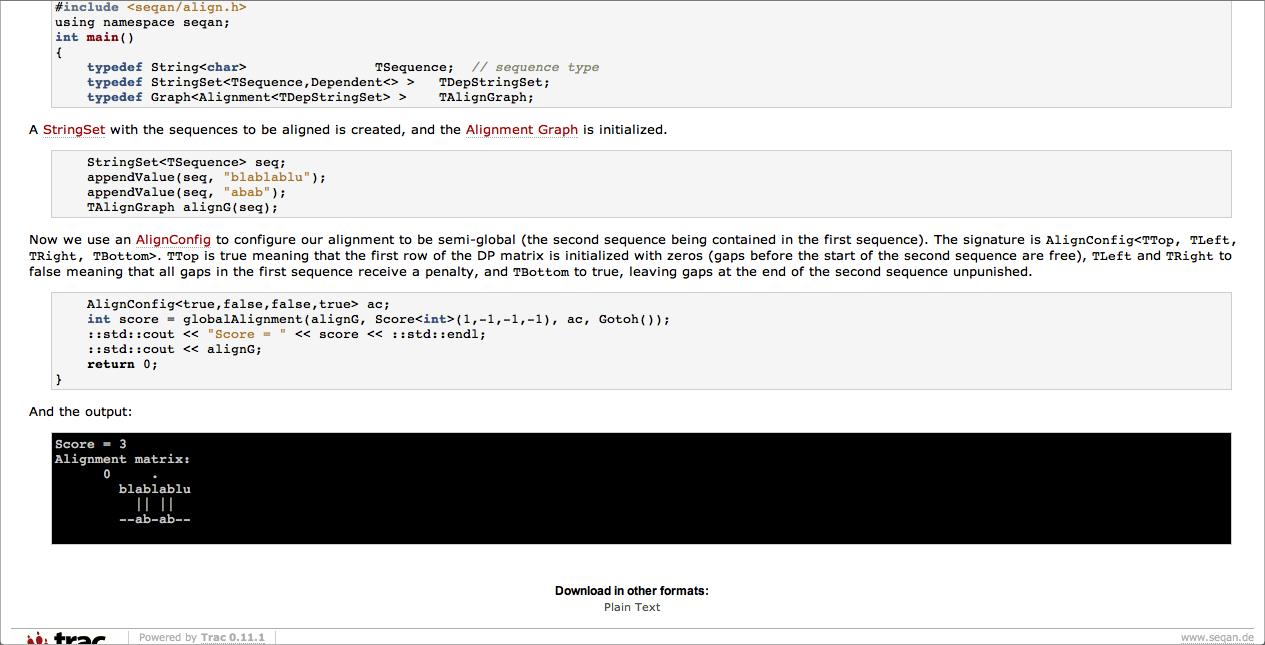 #include <seqan/align.h>
using namespace seqan;
int main()
{
    typedef String<char>                TSequence;  // sequence type
    typedef StringSet<TSequence,Dependent<> >   TDepStringSet;
    typedef Graph<Alignment<TDepStringSet> >    TAlignGraph;
A StringSet with the sequences to be aligned is created, and the Alignment Graph is initialized.
    StringSet<TSequence> seq;
    appendValue(seq, "blablablu");
    appendValue(seq, "abab");
    TAlignGraph alignG(seq);
Now we use an AlignConfig to configure our alignment to be semi-global (the second sequence being contained in the first sequence). The signature is AlignConfig<TTop, TLeft,
TRight, TBottom>. TTop is true meaning that the first row of the DP matrix is initialized with zeros (gaps before the start of the second sequence are free), TLeft and TRight to
false meaning that all gaps in the first sequence receive a penalty, and TBottom to true, leaving gaps at the end of the second sequence unpunished.
    AlignConfig<true,false,false,true> ac;
    int score = globalAlignment(alignG, Score<int>(1,-1,-1,-1), ac, Gotoh());
    ::std::cout << "Score = " << score << ::std::endl;
    ::std::cout << alignG;
    return 0;
}
And the output:
Score = 3
Alignment matrix:
      0     .
        blablablu
          || ||
        --ab-ab--
Download in other formats:
Plain Text
trac Powered by Trac 0.11.1 www.seqan.de